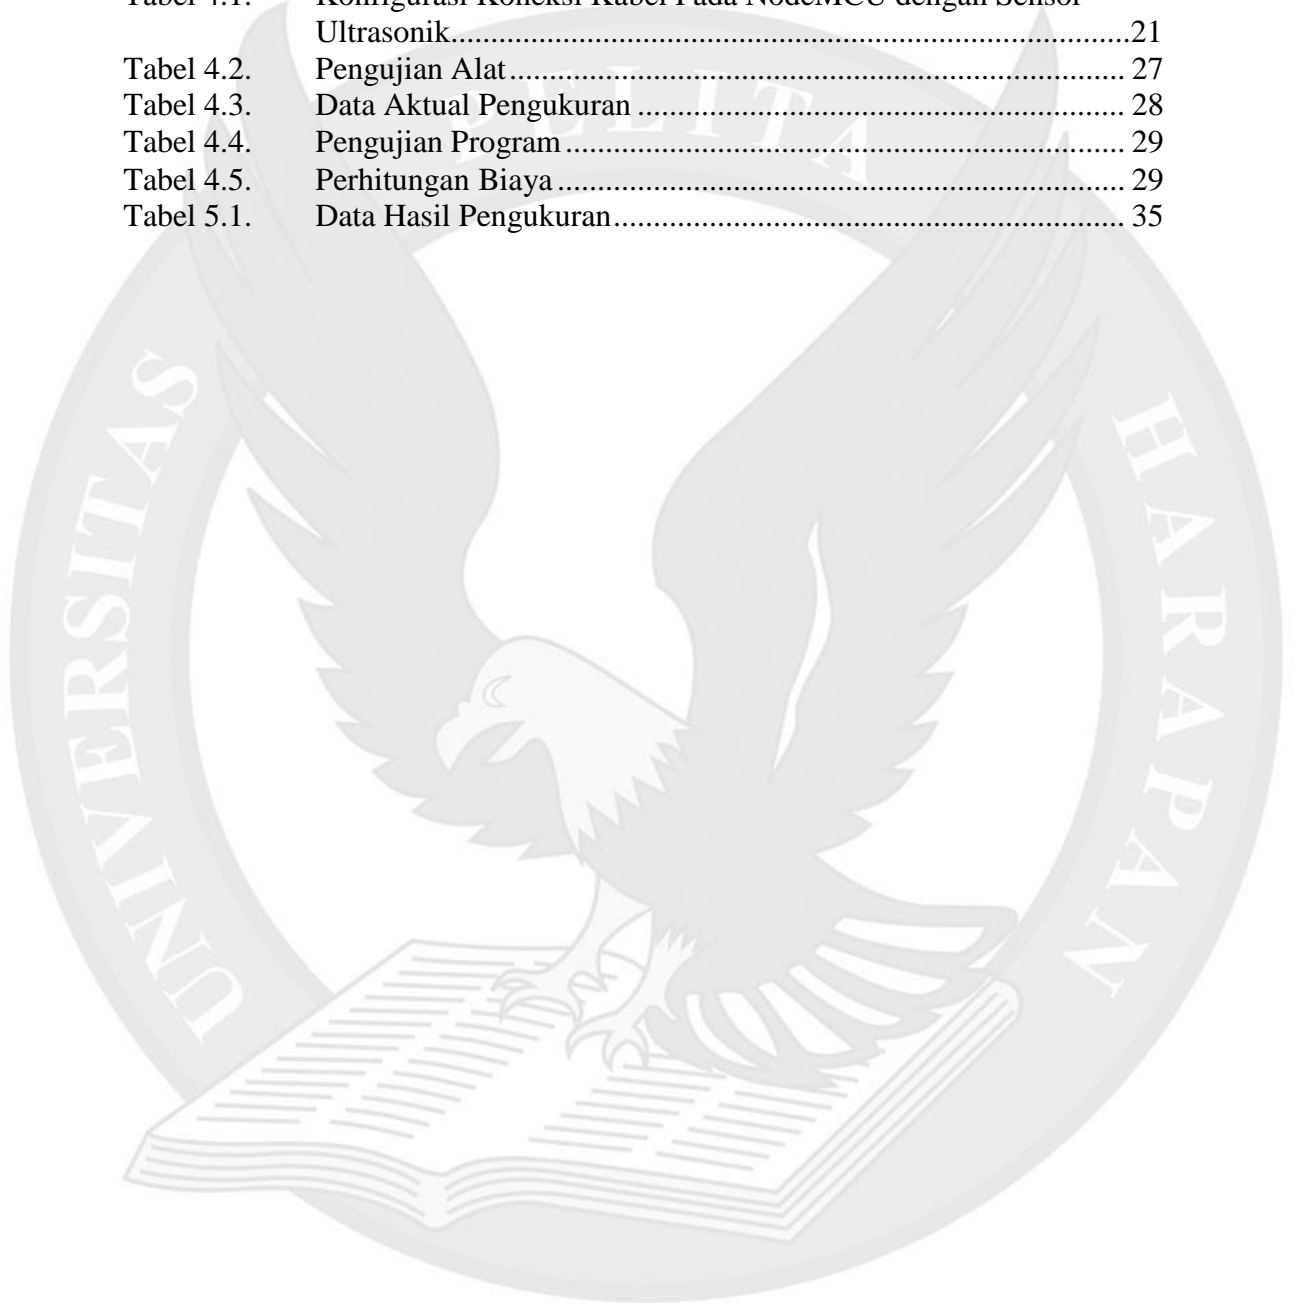 Tabel 4.1. Konfigurasi Koneksi Kabel Pada NodeMCU dengan Sensor
Ultrasonik.....................................................................................21
Tabel 4.2. Pengujian Alat............................................................................. 27
Tabel 4.3. Data Aktual Pengukuran ............................................................. 28
Tabel 4.4. Pengujian Program...................................................................... 29
Tabel 4.5. Perhitungan Biaya ....................................................................... 29
Tabel 5.1. Data Hasil Pengukuran................................................................ 35
PELITA
UNIVERSITAS
HARAPAN